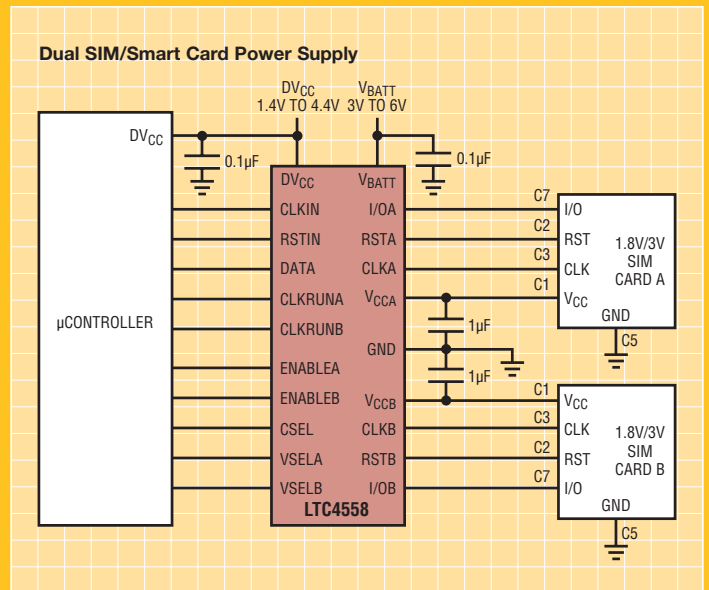 Dual SIM/Smart Card Power Supply
DVCC
1.4V TO 4.4V
VBATT
3V TO 6V
DVCC
0.1µF
0.1µF
µCONTROLLER
DVCC
CLKIN
RSTIN
DATA
CLKRUNA
CLKRUNB
ENABLEA
ENABLEB
CSEL
VSELA
VSELB
VBATT
I/OA
RSTA
CLKA
VCCA
GND
VCCB
CLKB
RSTB
I/OB
LTC4558
1µF
1µF
C7
C2
C3
C1
I/O
RST
CLK
VCC
1.8V/3V
SIM
CARD A
GND
C5
C1
C3
C2
C7
VCC
CLK
RST
I/O
1.8V/3V
SIM
CARD B
GND
C5